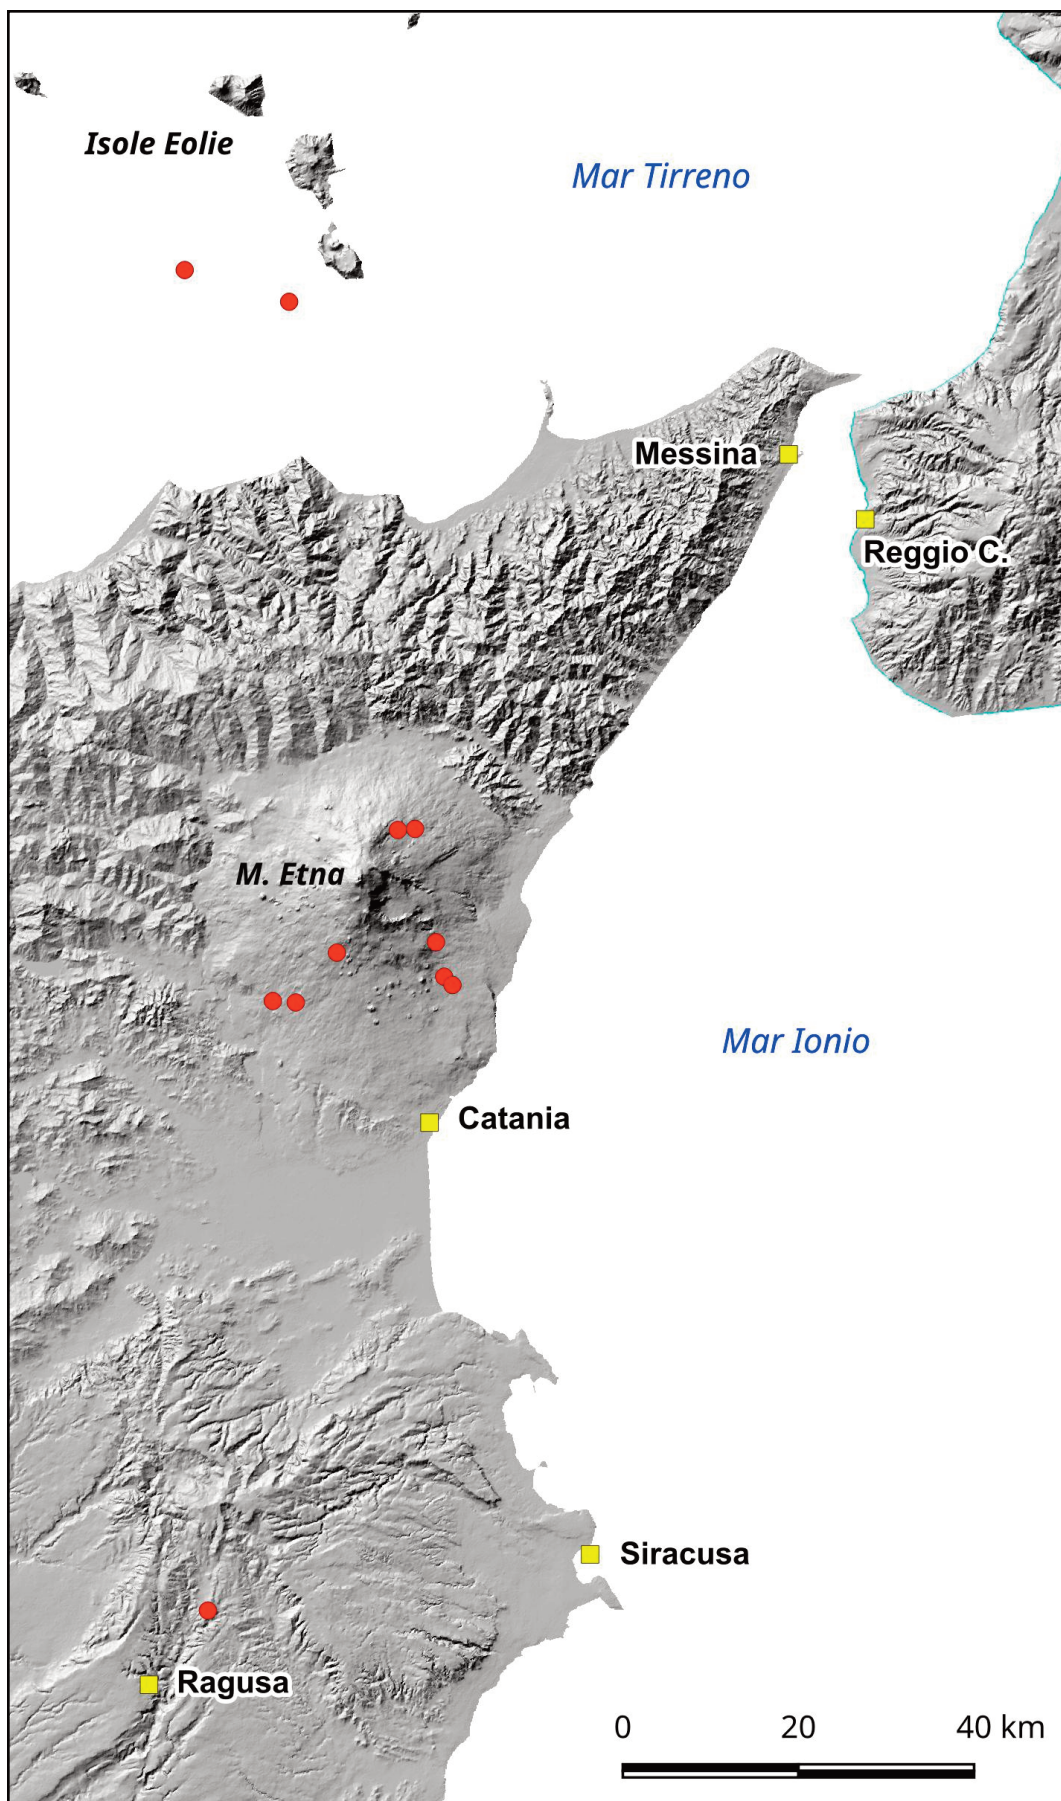 Isole Eolie
Mar Tirreno
Messina
Reggio C.
M. Etna
Mar Ionio
Catania
Siracusa
Ragusa
0 20 40 km